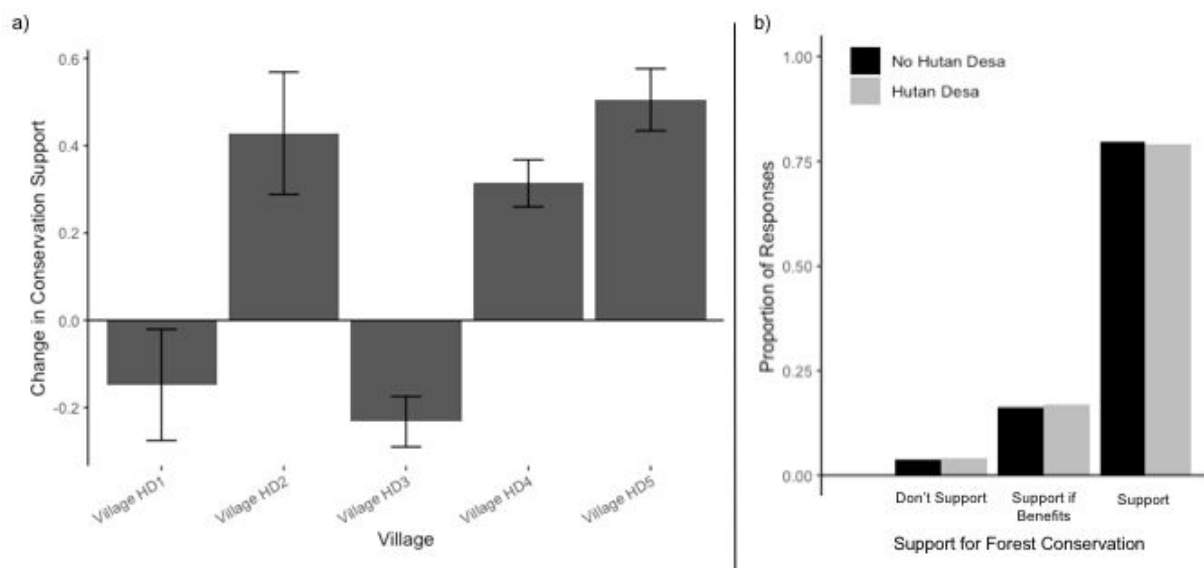 a)
Change in Conservation Support
0.6
0.4
0.2
0.0
-0.2
Village HD1
Village HD2
Village HD3
Village HD4
Village HD5
Village
b)
No Hutan Desa
Hutan Desa
Proportion of Responses
1.00
0.75
0.50
0.25
0.00
Don't Support
Support if
Benefits
Support
Support for Forest Conservation